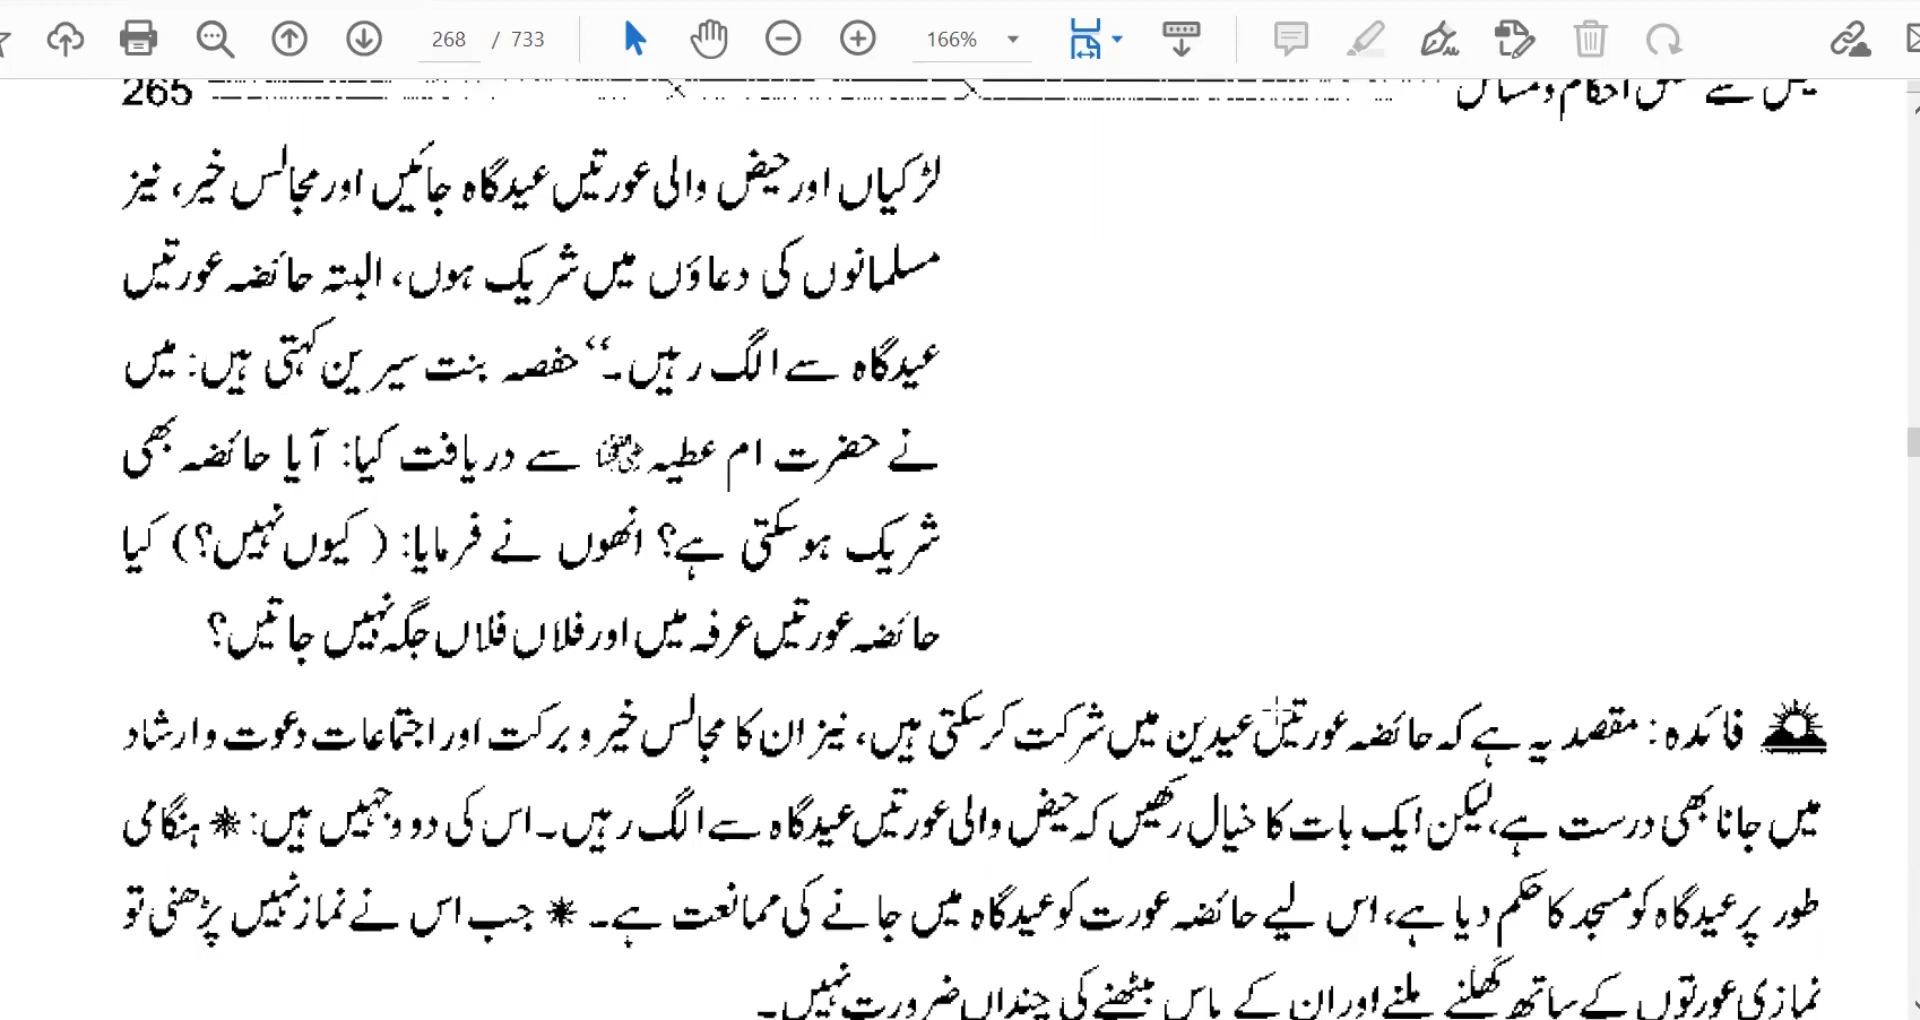 268 / 733
166%
265
احکام و مسائل
لڑکیاں اور حیض والی عورتیں عیدگاہ جائیں اور مجالس خیر، نیز
مسلمانوں کی دعاؤں میں شریک ہوں، البتہ حائضہ عورتیں
عیدگاہ سے الگ رہیں۔“ حفصہ بنت سیرین کہتی ہیں: میں
نے حضرت ام عطیہ رضی اللہ عنہا سے دریافت کیا: آیا حائضہ بھی
شریک ہو سکتی ہے؟ انھوں نے فرمایا: (کیوں نہیں؟) کیا
حائضہ عورتیں عرفہ میں اور فلاں فلاں جگہ نہیں جاتیں؟
فائدہ: مقصد یہ ہے کہ حائضہ عورتیں عیدین میں شرکت کر سکتی ہیں، نیز ان کا مجالس خیر و برکت اور اجتماعات دعوت و ارشاد
میں جانا بھی درست ہے، لیکن ایک بات کا خیال رکھیں کہ حیض والی عورتیں عیدگاہ سے الگ رہیں۔ اس کی دو وجہیں ہیں: * ہنگامی
طور پر عیدگاہ کو مسجد کا حکم دیا ہے، اس لیے حائضہ عورت کو عیدگاہ میں جانے کی ممانعت ہے۔ * جب اس نے نماز نہیں پڑھنی تو
نمازی عورتوں کے ساتھ گھلنے ملنے اور ان کے پاس بیٹھنے کی چنداں ضرورت نہیں۔